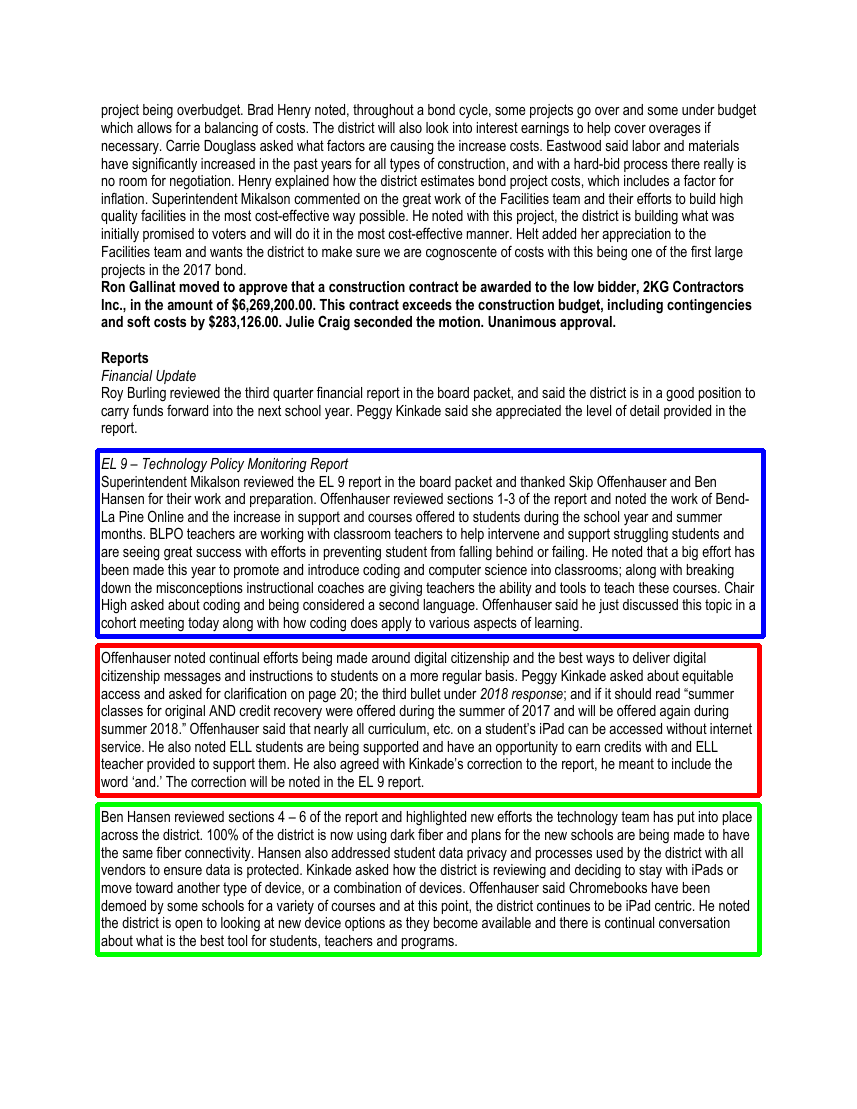 project being overbudget. Brad Henry noted, throughout a bond cycle, some projects go over and some under budget
which allows for a balancing of costs. The district will also look into interest earnings to help cover overages if
necessary. Carrie Douglass asked what factors are causing the increase costs. Eastwood said labor and materials
have significantly increased in the past years for all types of construction, and with a hard-bid process there really is
no room for negotiation. Henry explained how the district estimates bond project costs, which includes a factor for
inflation. Superintendent Mikalson commented on the great work of the Facilities team and their efforts to build high
quality facilities in the most cost-effective way possible. He noted with this project, the district is building what was
initially promised to voters and will do it in the most cost-effective manner. Helt added her appreciation to the
Facilities team and wants the district to make sure we are cognoscente of costs with this being one of the first large
projects in the 2017 bond.
Ron Gallinat moved to approve that a construction contract be awarded to the low bidder, 2KG Contractors
Inc., in the amount of $6,269,200.00. This contract exceeds the construction budget, including contingencies
and soft costs by $283,126.00. Julie Craig seconded the motion. Unanimous approval.
Reports
Financial Update
Roy Burling reviewed the third quarter financial report in the board packet, and said the district is in a good position to
carry funds forward into the next school year. Peggy Kinkade said she appreciated the level of detail provided in the
report.
EL 9 – Technology Policy Monitoring Report
Superintendent Mikalson reviewed the EL 9 report in the board packet and thanked Skip Offenhauser and Ben
Hansen for their work and preparation. Offenhauser reviewed sections 1-3 of the report and noted the work of Bend-
La Pine Online and the increase in support and courses offered to students during the school year and summer
months. BLPO teachers are working with classroom teachers to help intervene and support struggling students and
are seeing great success with efforts in preventing student from falling behind or failing. He noted that a big effort has
been made this year to promote and introduce coding and computer science into classrooms; along with breaking
down the misconceptions instructional coaches are giving teachers the ability and tools to teach these courses. Chair
High asked about coding and being considered a second language. Offenhauser said he just discussed this topic in a
cohort meeting today along with how coding does apply to various aspects of learning.
Offenhauser noted continual efforts being made around digital citizenship and the best ways to deliver digital
citizenship messages and instructions to students on a more regular basis. Peggy Kinkade asked about equitable
access and asked for clarification on page 20; the third bullet under 2018 response; and if it should read “summer
classes for original AND credit recovery were offered during the summer of 2017 and will be offered again during
summer 2018.” Offenhauser said that nearly all curriculum, etc. on a student’s iPad can be accessed without internet
service. He also noted ELL students are being supported and have an opportunity to earn credits with and ELL
teacher provided to support them. He also agreed with Kinkade’s correction to the report, he meant to include the
word ‘and.’ The correction will be noted in the EL 9 report.
Ben Hansen reviewed sections 4 – 6 of the report and highlighted new efforts the technology team has put into place
across the district. 100% of the district is now using dark fiber and plans for the new schools are being made to have
the same fiber connectivity. Hansen also addressed student data privacy and processes used by the district with all
vendors to ensure data is protected. Kinkade asked how the district is reviewing and deciding to stay with iPads or
move toward another type of device, or a combination of devices. Offenhauser said Chromebooks have been
demoed by some schools for a variety of courses and at this point, the district continues to be iPad centric. He noted
the district is open to looking at new device options as they become available and there is continual conversation
about what is the best tool for students, teachers and programs.